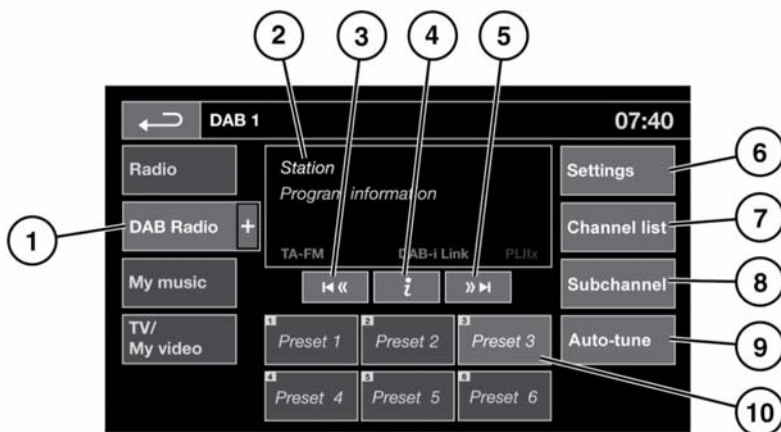 2 3 4 5
DAB 1 07:40
Radio Station Settings 6
Program information
1 DAB Radio + Channel list 7
TA-FM DAB-i Link PLIIx
My music i Subchannel 8
TV/
My video
1 Preset 1 2 Preset 2 3 Preset 3 Auto-tune 9
4 Preset 4 5 Preset 5 6 Preset 6 10